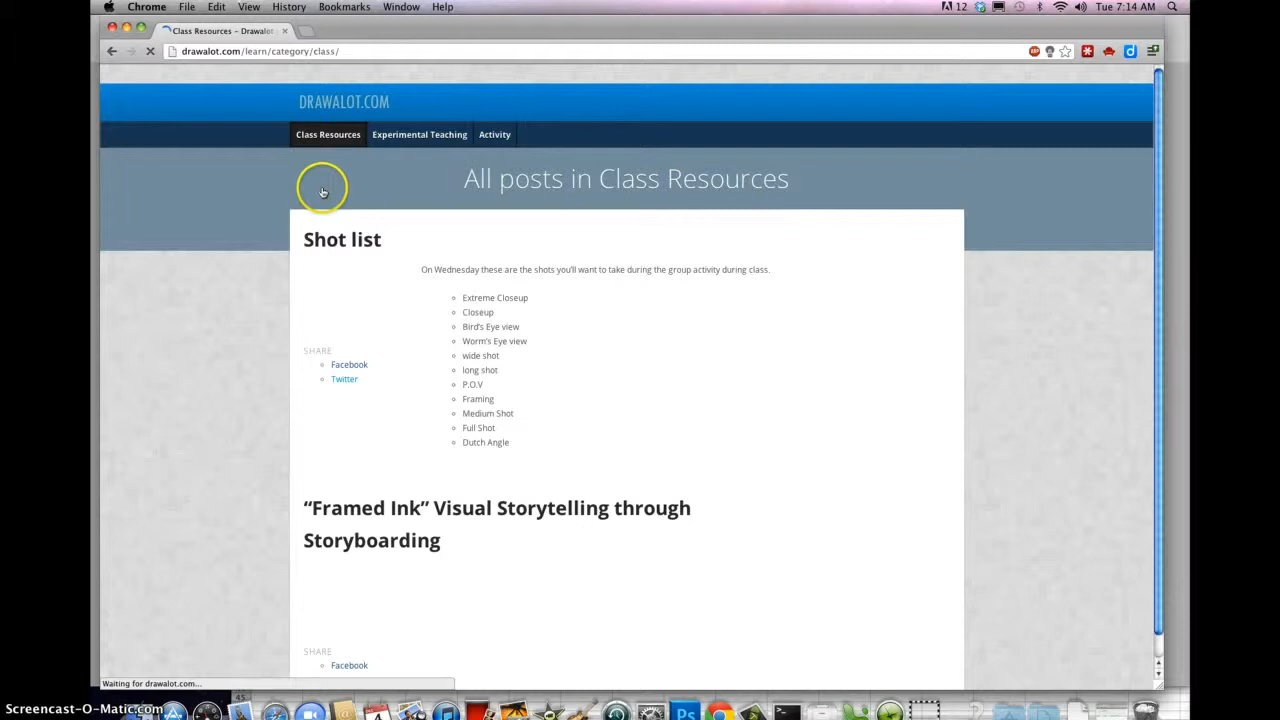 Chrome File Edit View History Bookmarks Window Help
12 Tue 7:14 AM
Class Resources – Drawalot
drawalot.com/learn/category/class/
DRAWALOT.COM
Class Resources Experimental Teaching Activity
All posts in Class Resources
Shot list
On Wednesday these are the shots you'll want to take during the group activity during class.
Extreme Closeup
Closeup
Bird's Eye view
Worm's Eye view
wide shot
long shot
P.O.V
Framing
Medium Shot
Full Shot
Dutch Angle
SHARE
Facebook
Twitter
“Framed Ink” Visual Storytelling through
Storyboarding
SHARE
Facebook
Waiting for drawalot.com...
45
Ps
Screencast-O-Matic.com